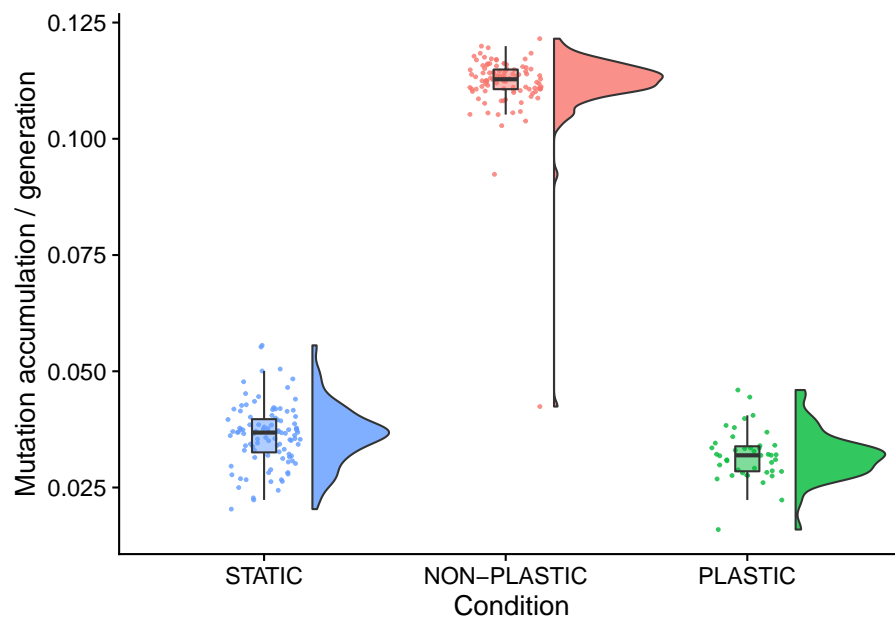 0.125
0.100
0.075
0.050
0.025
Mutation accumulation / generation
STATIC
NON−PLASTIC
PLASTIC
Condition